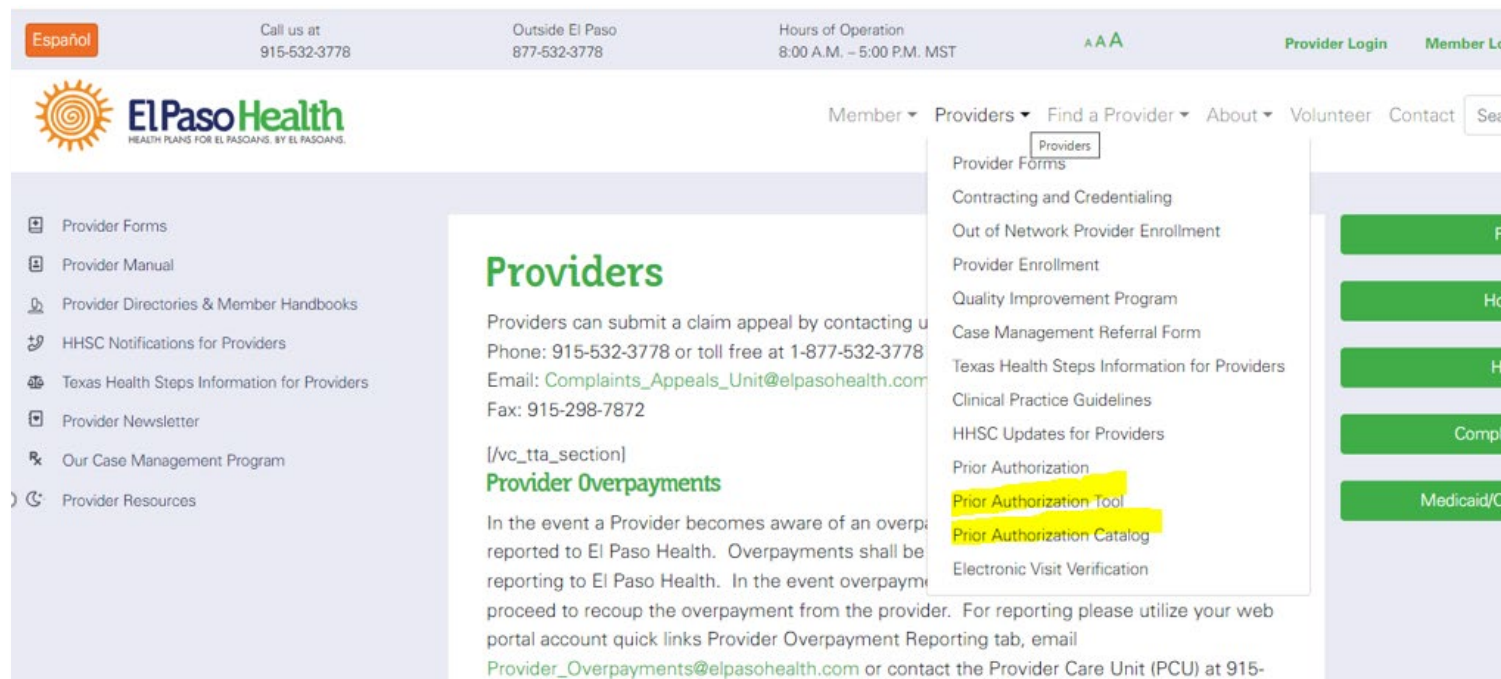 Español
Call us at
915-532-3778
Outside El Paso
877-532-3778
Hours of Operation
8:00 A.M. – 5:00 P.M. MST
A A A
Provider Login
Member Lo
El Paso Health
HEALTH PLANS FOR EL PASOANS. BY EL PASOANS.
Member
Providers
Find a Provider
About
Volunteer
Contact
Sea
Providers
Provider Forms
Contracting and Credentialing
Out of Network Provider Enrollment
Provider Enrollment
Quality Improvement Program
Case Management Referral Form
Texas Health Steps Information for Providers
Clinical Practice Guidelines
HHSC Updates for Providers
Prior Authorization
Prior Authorization Tool
Prior Authorization Catalog
Electronic Visit Verification
Provider Forms
Provider Manual
Provider Directories & Member Handbooks
HHSC Notifications for Providers
Texas Health Steps Information for Providers
Provider Newsletter
Our Case Management Program
Provider Resources
Providers
Providers can submit a claim appeal by contacting u
Phone: 915-532-3778 or toll free at 1-877-532-3778
Email: Complaints_Appeals_Unit@elpasohealth.com
Fax: 915-298-7872
[/vc_tta_section]
Provider Overpayments
In the event a Provider becomes aware of an overpa
reported to El Paso Health. Overpayments shall be
reporting to El Paso Health. In the event overpayme
proceed to recoup the overpayment from the provider. For reporting please utilize your web
portal account quick links Provider Overpayment Reporting tab, email
Provider_Overpayments@elpasohealth.com or contact the Provider Care Unit (PCU) at 915-
Ho
H
Compl
Medicaid/C